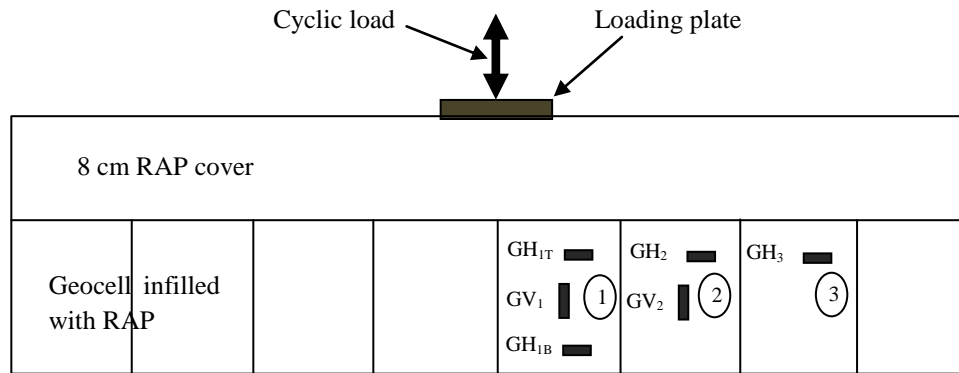 Cyclic load
Loading plate
8 cm RAP cover
GH1T
GH2
GH3
Geocell infilled
with RAP
GV1
1
GV2
2
3
GH1B